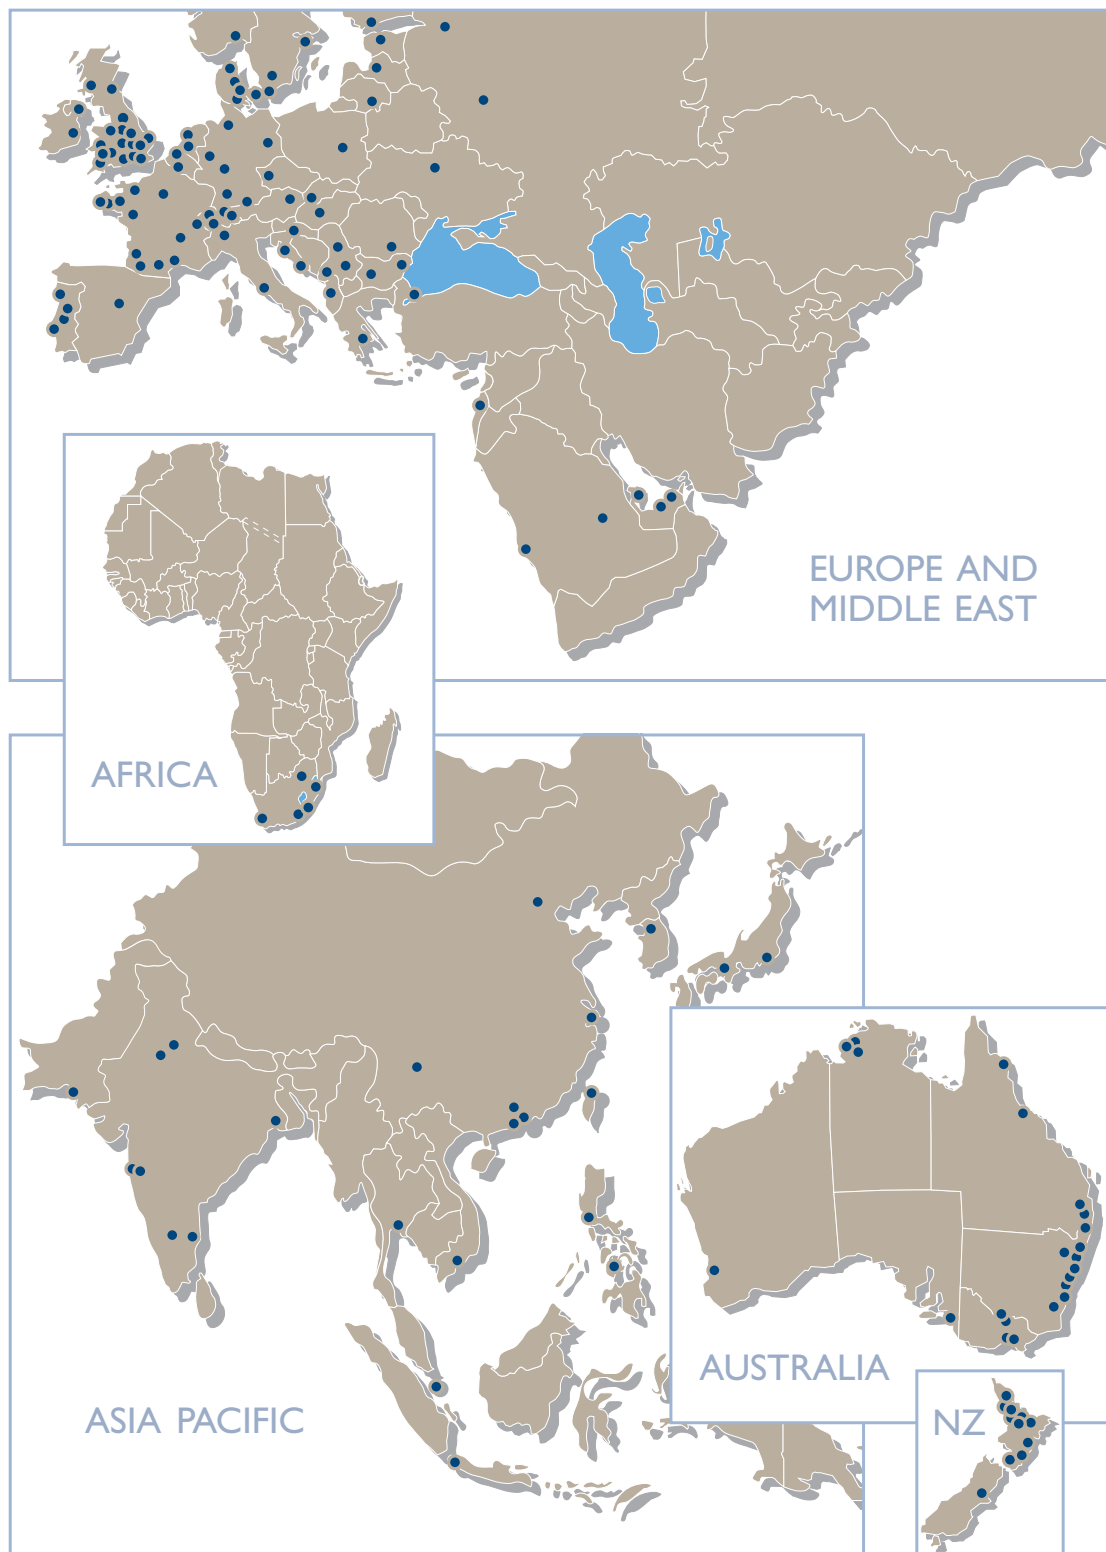 EUROPE AND
MIDDLE EAST
AFRICA
AUSTRALIA
ASIA PACIFIC
NZ